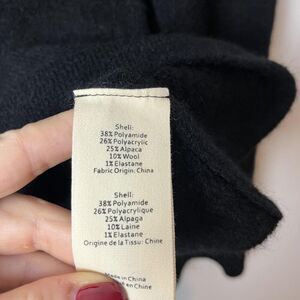 Shell:
38% Polyamide
26% Polyacrylic
25% Alpaca
10% Wool
1% Elastane
Fabric Origin: China
Shell:
38% Polyamide
26% Polyacrylique
25% Alpaga
10% Laine
1% Elastane
Origine de la Tissu: Chine
Made in China